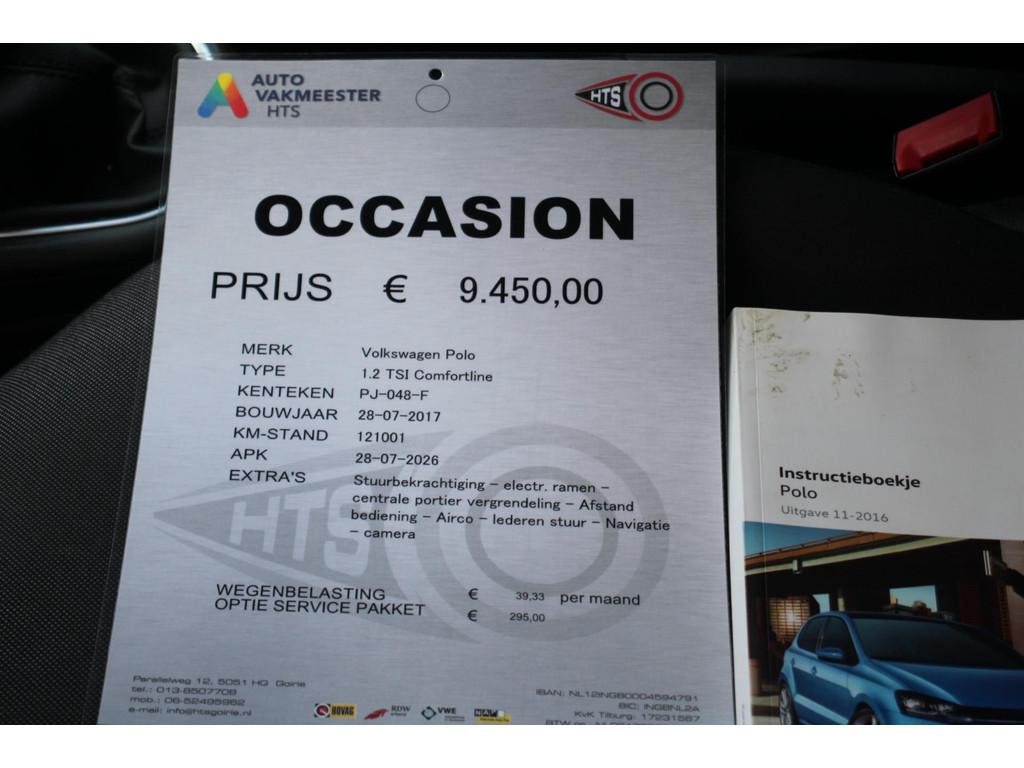 AUTO
VAKMEESTER
HTS
HTS
OCCASION
PRIJS € 9.450,00
MERK Volkswagen Polo
TYPE 1.2 TSI Comfortline
KENTEKEN PJ-048-F
BOUWJAAR 28-07-2017
KM-STAND 121001
APK 28-07-2026
EXTRA'S Stuurbekrachtiging - electr. ramen -
centrale portier vergrendeling - Afstand
bediening - Airco - lederen stuur - Navigatie
- camera
HTS
WEGENBELASTING € 39,33 per maand
OPTIE SERVICE PAKKET € 295,00
Parallelweg 12, 5051 HG Goirle
tel.: 013-8507708
mob.: 06-52495962
e-mail: info@htsgoirle.nl
BOVAG
RDW
VWE
NAP
IBAN: NL12INGB0004594791
BIC: INGBNL2A
KvK Tilburg: 17231567
Instructieboekje
Polo
Uitgave 11-2016